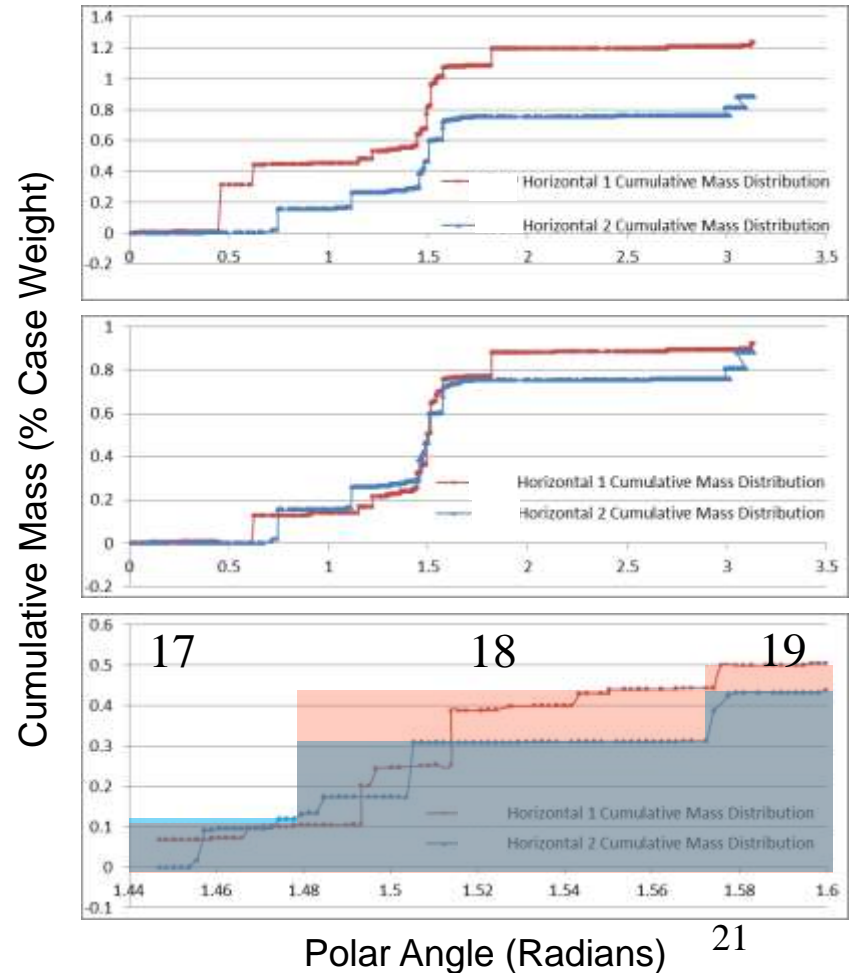 Cumulative Mass (% Case Weight)
1.4
1.2
1
0.8
0.6
0.4
0.2
0
-0.2
0 0.5 1 1.5 2 2.5 3 3.5
Horizontal 1 Cumulative Mass Distribution
Horizontal 2 Cumulative Mass Distribution
1
0.8
0.6
0.4
0.2
0
-0.2
0 0.5 1 1.5 2 2.5 3 3.5
Horizontal 1 Cumulative Mass Distribution
Horizontal 2 Cumulative Mass Distribution
17 18 19
0.6
0.5
0.4
0.3
0.2
0.1
0
-0.1
1.44 1.46 1.48 1.5 1.52 1.54 1.56 1.58 1.6
Horizontal 1 Cumulative Mass Distribution
Horizontal 2 Cumulative Mass Distribution
Polar Angle (Radians)
21